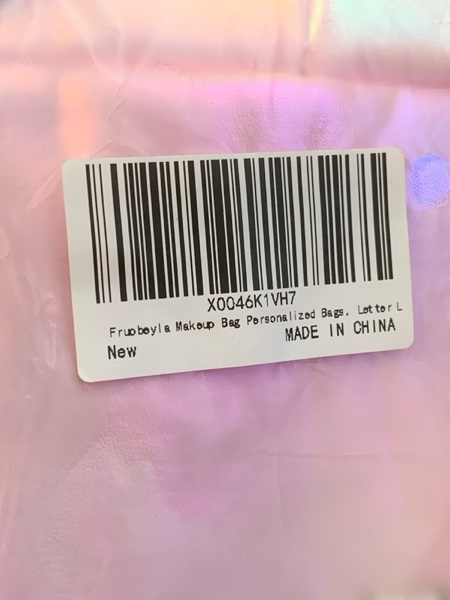 X0046K1VH7
Fruobeyla Makeup Bag Personalized Bags, Letter L
New
MADE IN CHINA